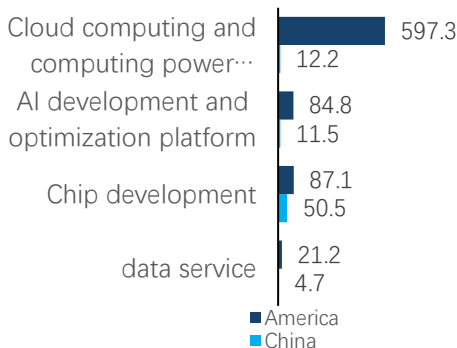 Cloud computing and
597.3
computing power…
12.2
AI development and
84.8
optimization platform
11.5
Chip development
87.1
50.5
data service
21.2
4.7
America
China